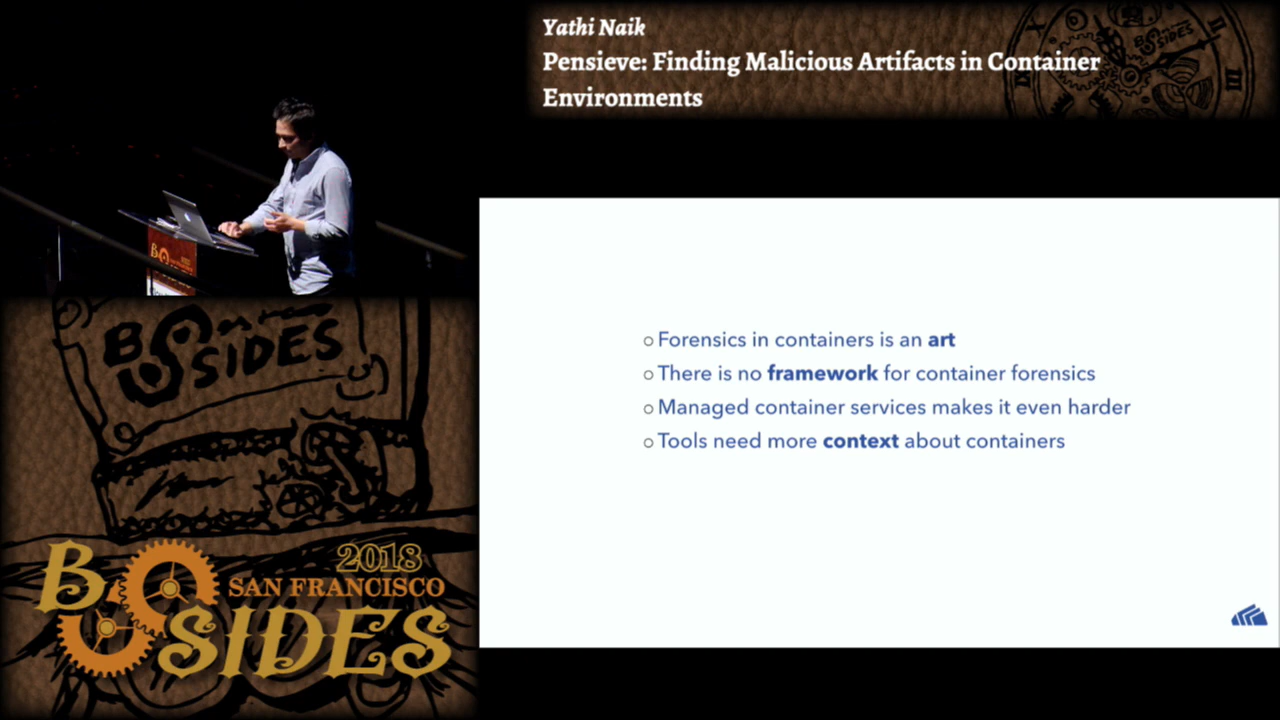 Yathi Naik
Pensieve: Finding Malicious Artifacts in Container
Environments
BSIDES
Forensics in containers is an art
There is no framework for container forensics
Managed container services makes it even harder
Tools need more context about containers
BSIDES
2018
SAN FRANCISCO
BSIDES